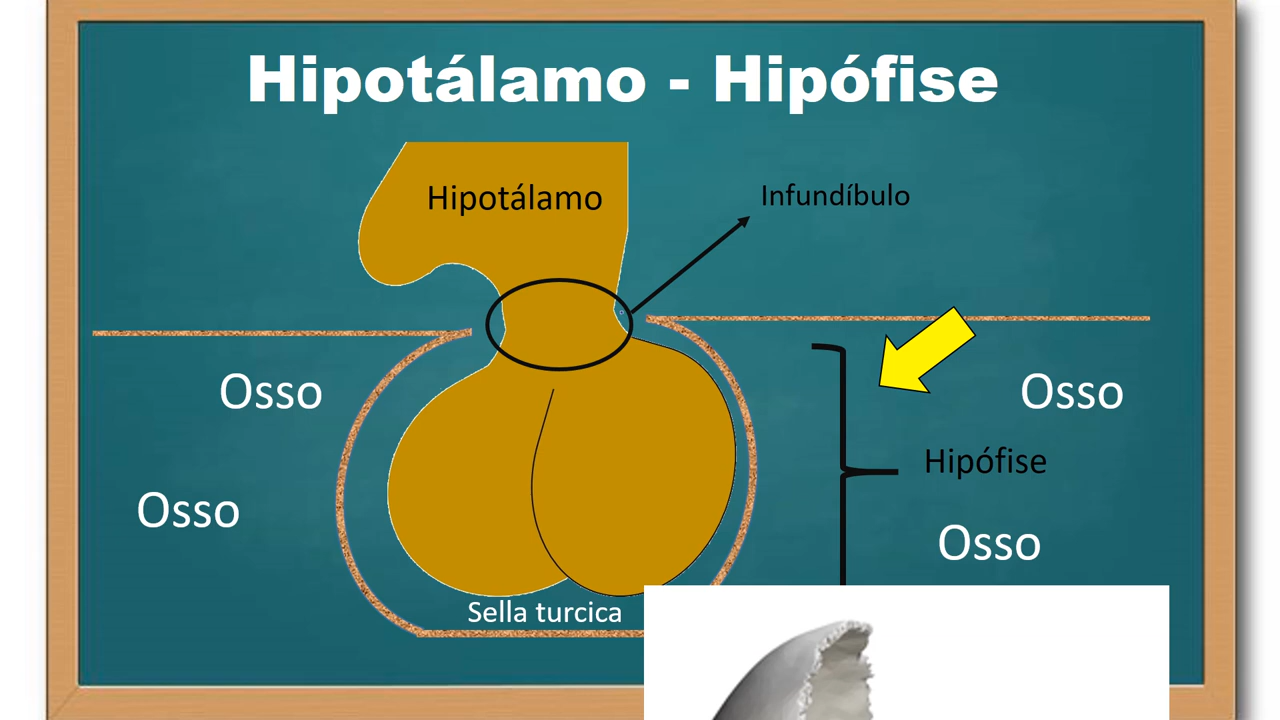 Hipotálamo - Hipófise
Hipotálamo
Infundíbulo
Osso
Osso
Hipófise
Osso
Osso
Sella turcica